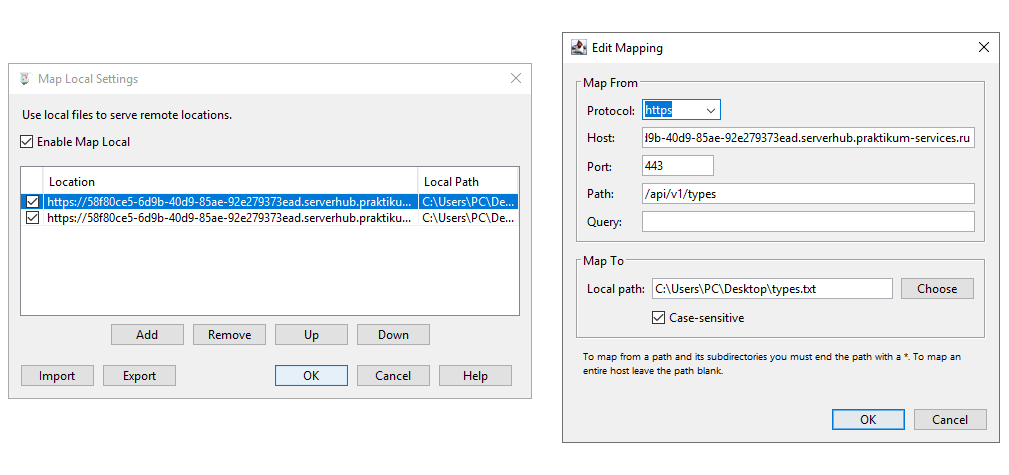 Map Local Settings
Use local files to serve remote locations.
Enable Map Local
Location Local Path
https://58f80ce5-6d9b-40d9-85ae-92e279373ead.serverhub.praktiku... C:\Users\PC\De...
https://58f80ce5-6d9b-40d9-85ae-92e279373ead.serverhub.praktiku... C:\Users\PC\De...
Add Remove Up Down
Import Export OK Cancel Help
Edit Mapping
Map From
Protocol: https
Host: 9b-40d9-85ae-92e279373ead.serverhub.praktikum-services.ru
Port: 443
Path: /api/v1/types
Query:
Map To
Local path: C:\Users\PC\Desktop\types.txt Choose
Case-sensitive
To map from a path and its subdirectories you must end the path with a *. To map an
entire host leave the path blank.
OK Cancel